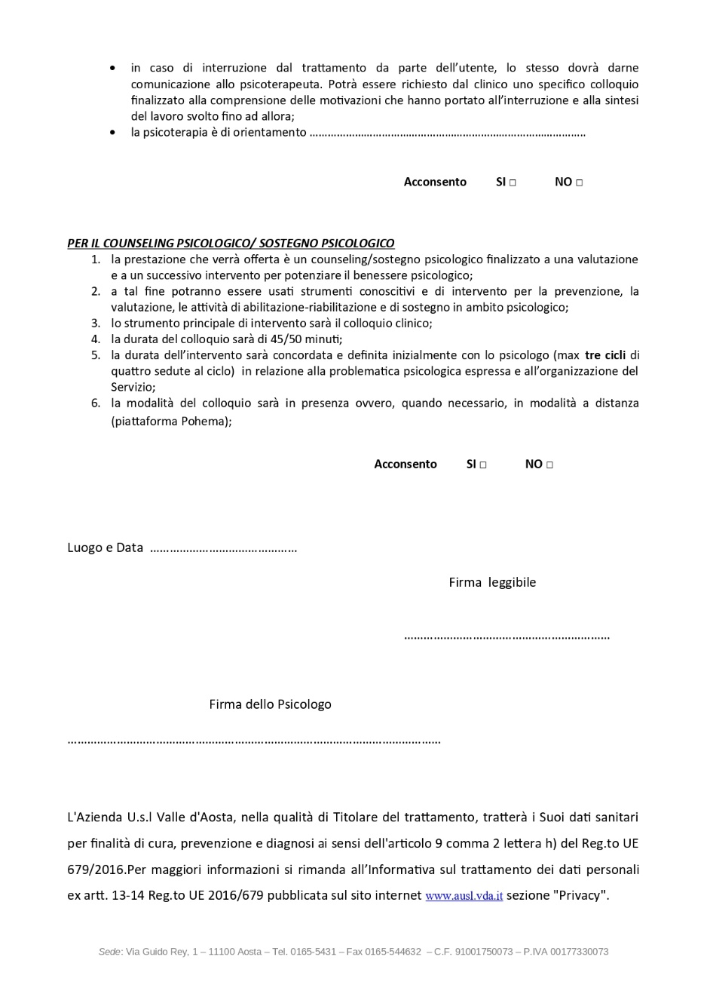 • in caso di interruzione dal trattamento da parte dell’utente, lo stesso dovrà darne
comunicazione allo psicoterapeuta. Potrà essere richiesto dal clinico uno specifico colloquio
finalizzato alla comprensione delle motivazioni che hanno portato all’interruzione e alla sintesi
del lavoro svolto fino ad allora;
• la psicoterapia è di orientamento ……………………………………………………………………………
Acconsento SI □ NO □
PER IL COUNSELING PSICOLOGICO/ SOSTEGNO PSICOLOGICO
1. la prestazione che verrà offerta è un counseling/sostegno psicologico finalizzato a una valutazione
e a un successivo intervento per potenziare il benessere psicologico;
2. a tal fine potranno essere usati strumenti conoscitivi e di intervento per la prevenzione, la
valutazione, le attività di abilitazione-riabilitazione e di sostegno in ambito psicologico;
3. lo strumento principale di intervento sarà il colloquio clinico;
4. la durata del colloquio sarà di 45/50 minuti;
5. la durata dell’intervento sarà concordata e definita inizialmente con lo psicologo (max tre cicli di
quattro sedute al ciclo) in relazione alla problematica psicologica espressa e all’organizzazione del
Servizio;
6. la modalità del colloquio sarà in presenza ovvero, quando necessario, in modalità a distanza
(piattaforma Pohema);
Acconsento SI □ NO □
Luogo e Data ………………………………………
Firma leggibile
………………………………………………………
Firma dello Psicologo
……………………………………………………………………………………………………
L'Azienda U.s.l Valle d'Aosta, nella qualità di Titolare del trattamento, tratterà i Suoi dati sanitari
per finalità di cura, prevenzione e diagnosi ai sensi dell'articolo 9 comma 2 lettera h) del Reg.to UE
679/2016.Per maggiori informazioni si rimanda all’Informativa sul trattamento dei dati personali
ex artt. 13-14 Reg.to UE 2016/679 pubblicata sul sito internet www.ausl.vda.it sezione "Privacy".
Sede: Via Guido Rey, 1 – 11100 Aosta – Tel. 0165-5431 – Fax 0165-544632 – C.F. 91001750073 – P.IVA 00177330073